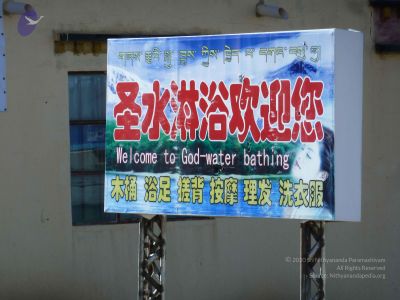 圣水淋浴欢迎您
Welcome to God-water bathing
木桶 浴足 搓背 按摩 理发 洗衣服
© 2020 Sri Nithyananda Paramashivam
All Rights Reserved
Source: Nithyanandapedia.org